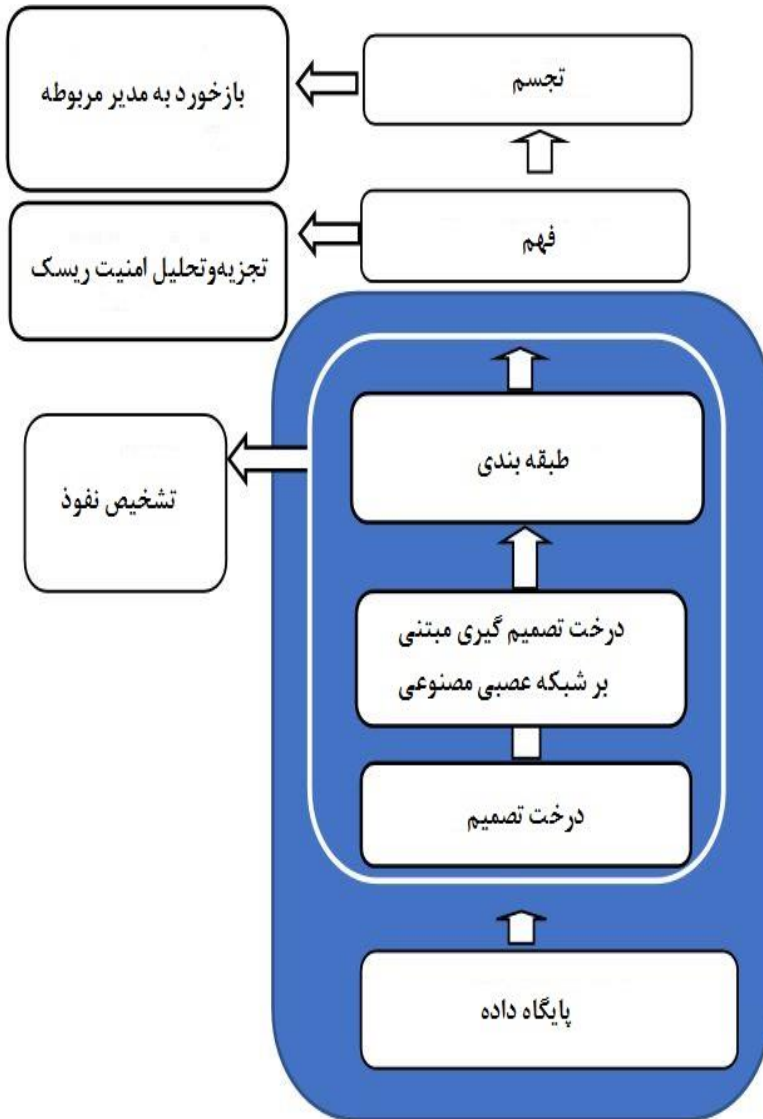 تجسم
بازخورد به مدیر مربوطه
فهم
تجزیه‌وتحلیل امنیت ریسک
طبقه بندی
تشخیص نفوذ
درخت تصمیم گیری مبتنی
بر شبکه عصبی مصنوعی
درخت تصمیم
پایگاه داده